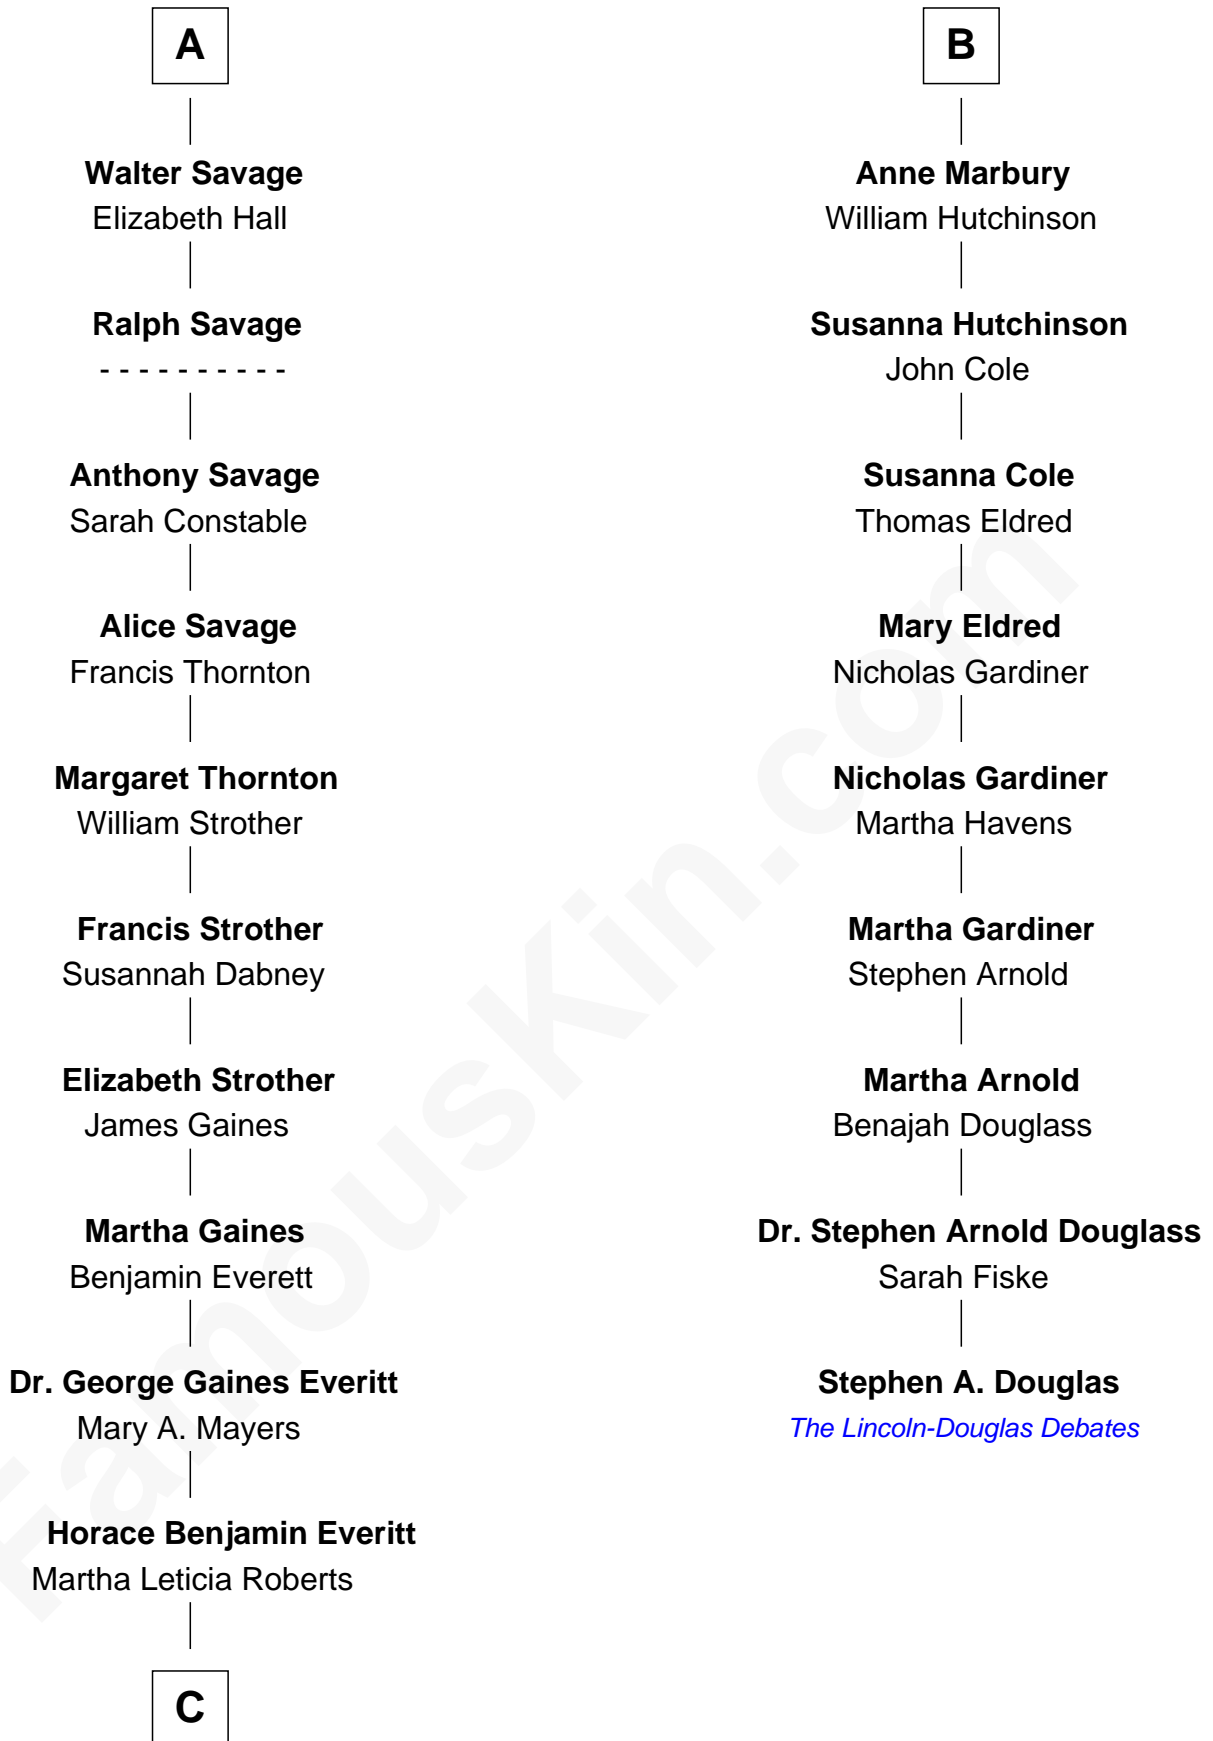 A
Walter Savage
Elizabeth Hall
Ralph Savage
- - - - - - - - - -
Anthony Savage
Sarah Constable
Alice Savage
Francis Thornton
Margaret Thornton
William Strother
Francis Strother
Susannah Dabney
Elizabeth Strother
James Gaines
Martha Gaines
Benjamin Everett
Dr. George Gaines Everitt
Mary A. Mayers
Horace Benjamin Everitt
Martha Leticia Roberts
C
B
Anne Marbury
William Hutchinson
Susanna Hutchinson
John Cole
Susanna Cole
Thomas Eldred
Mary Eldred
Nicholas Gardiner
Nicholas Gardiner
Martha Havens
Martha Gardiner
Stephen Arnold
Martha Arnold
Benajah Douglass
Dr. Stephen Arnold Douglass
Sarah Fiske
Stephen A. Douglas
The Lincoln-Douglas Debates
FamousKin.com